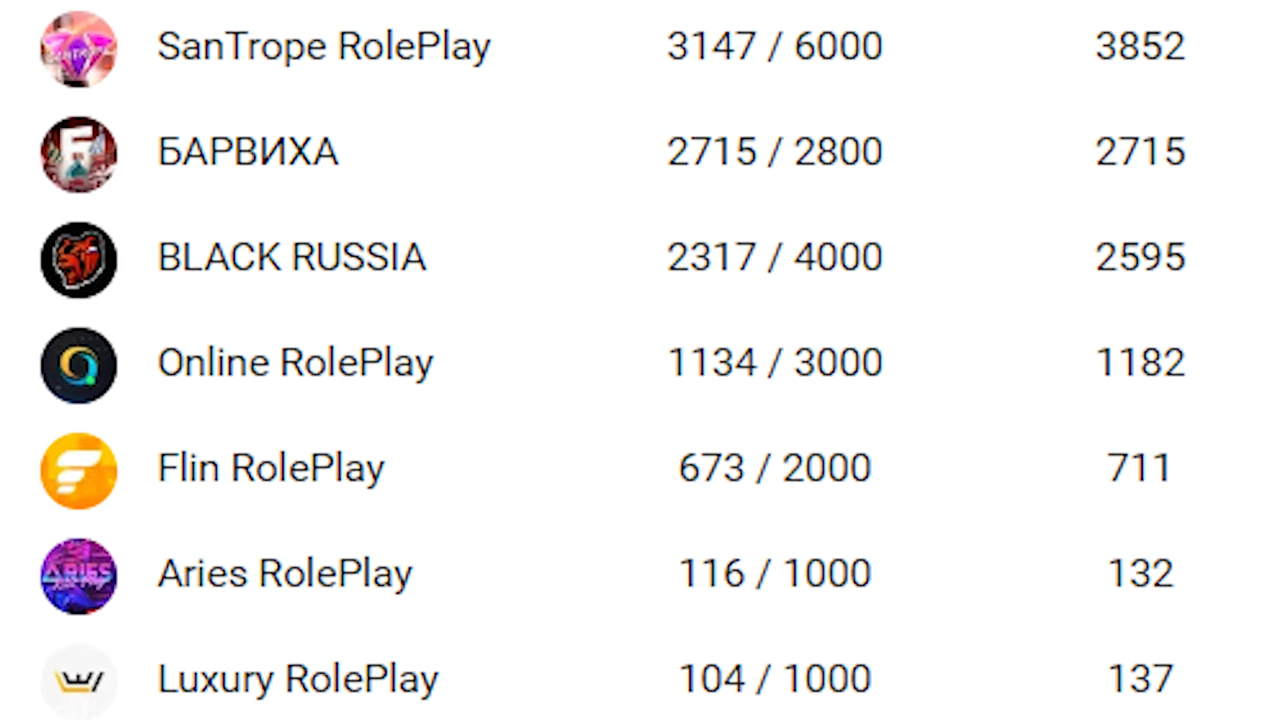 SanTrope RolePlay 3147 / 6000 3852
БАРВИХА 2715 / 2800 2715
BLACK RUSSIA 2317 / 4000 2595
Online RolePlay 1134 / 3000 1182
Flin RolePlay 673 / 2000 711
ARIES
Aries RolePlay 116 / 1000 132
Luxury RolePlay 104 / 1000 137